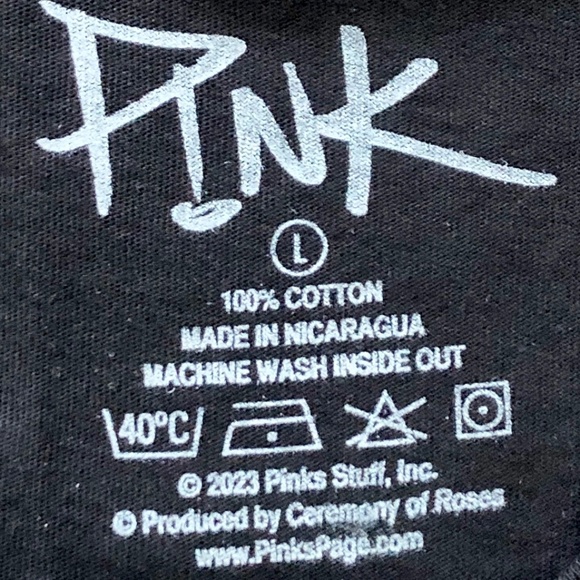 P!NK
L
100% COTTON
MADE IN NICARAGUA
MACHINE WASH INSIDE OUT
40°C
© 2023 Pinks Stuff, Inc.
© Produced by Ceremony of Roses
www.PinksPage.com